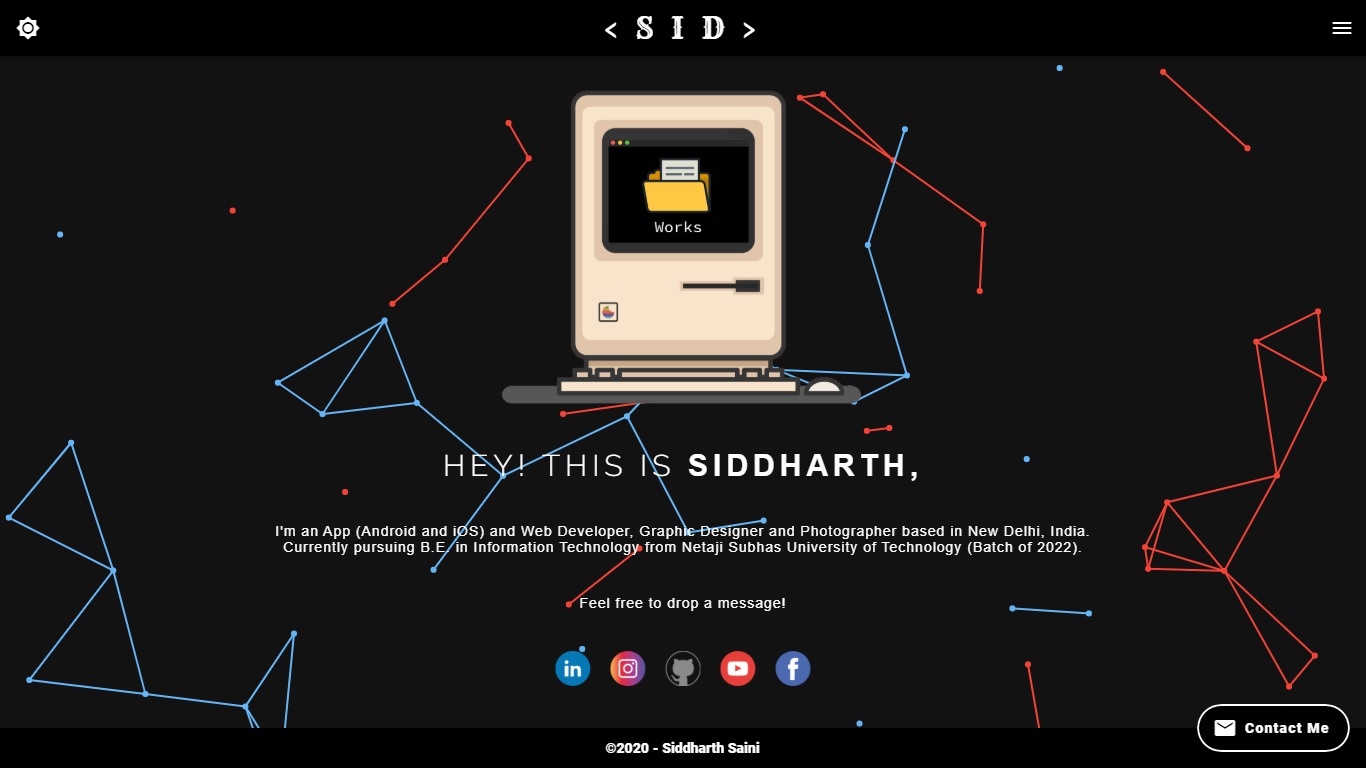 < S I D >
Works
HEY! THIS IS SIDDHARTH,
I'm an App (Android and iOS) and Web Developer, Graphic Designer and Photographer based in New Delhi, India.
Currently pursuing B.E. in Information Technology from Netaji Subhas University of Technology (Batch of 2022).
Feel free to drop a message!
in
f
Contact Me
©2020 - Siddharth Saini